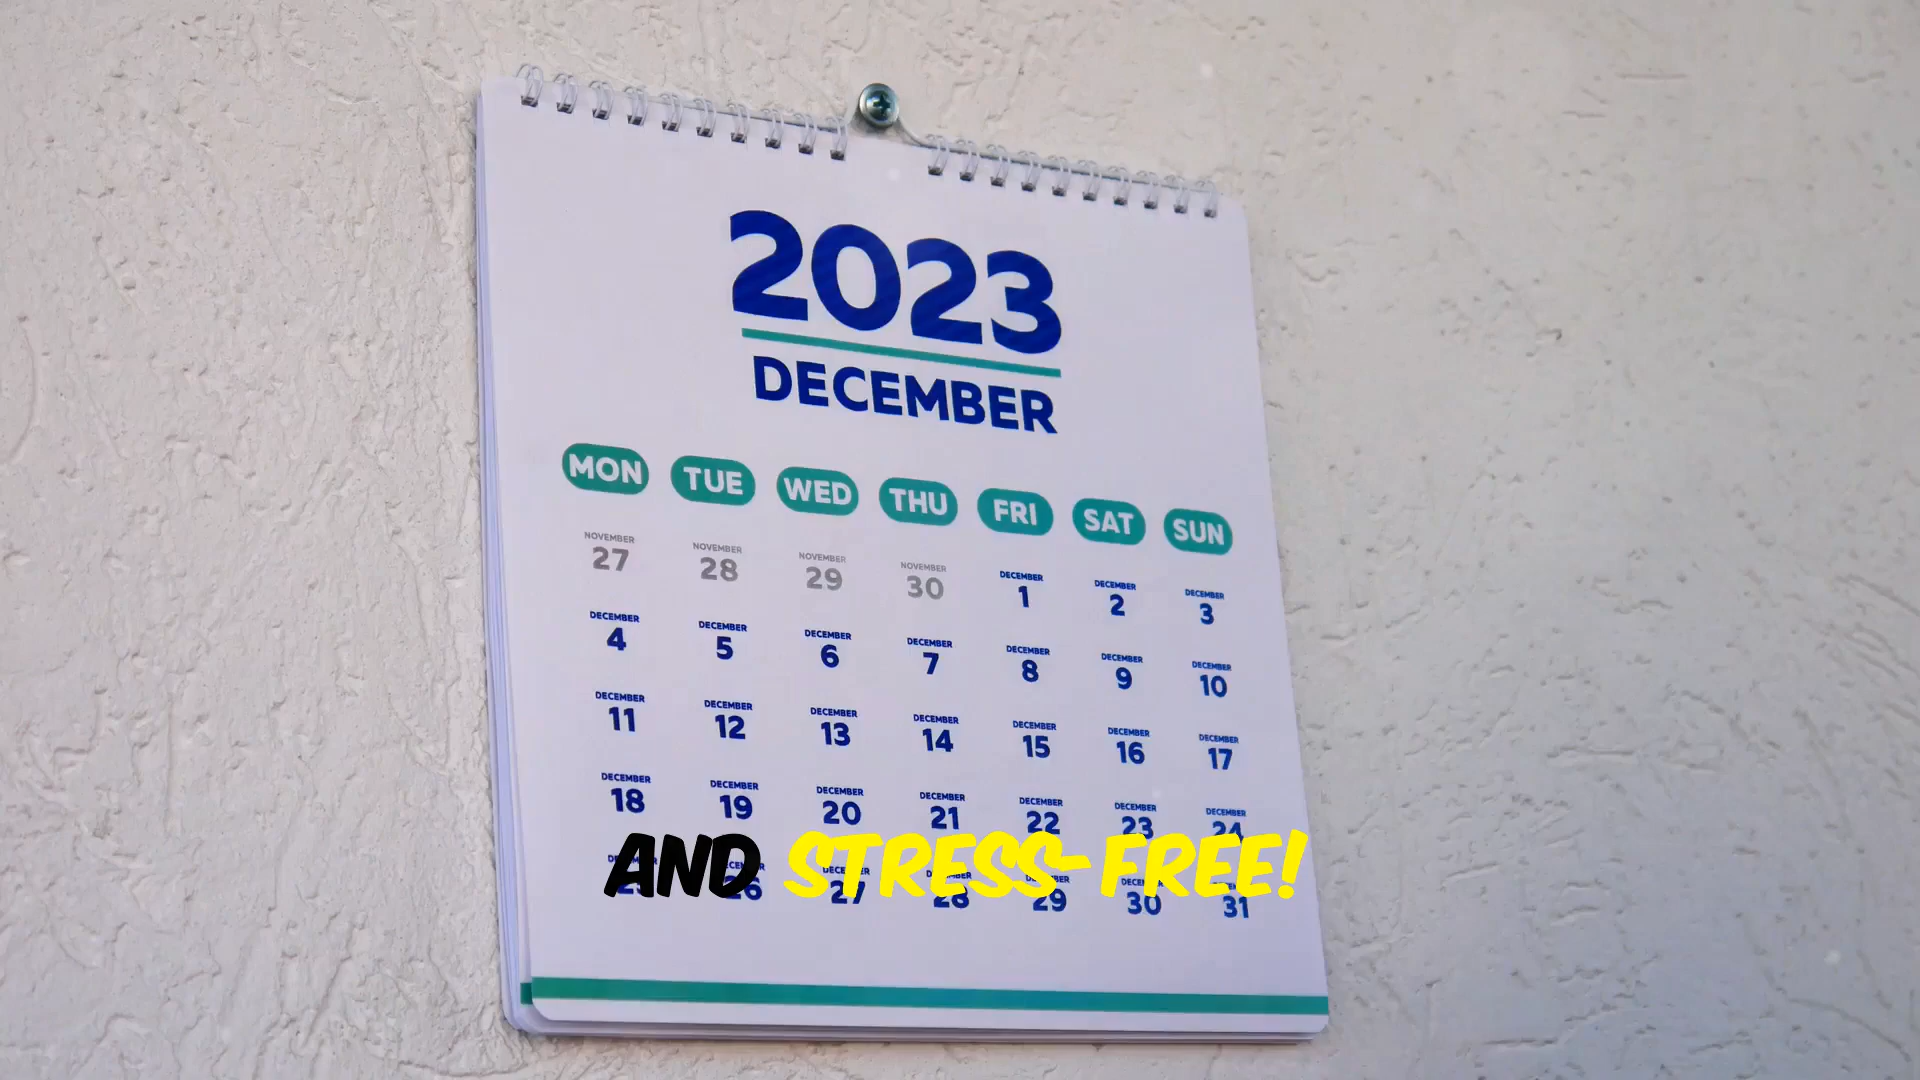 2023
DECEMBER
MON TUE WED THU FRI SAT SUN
NOVEMBER NOVEMBER NOVEMBER NOVEMBER DECEMBER DECEMBER DECEMBER
27 28 29 30 1 2 3
DECEMBER DECEMBER DECEMBER DECEMBER DECEMBER DECEMBER DECEMBER
4 5 6 7 8 9 10
DECEMBER DECEMBER DECEMBER DECEMBER DECEMBER DECEMBER DECEMBER
11 12 13 14 15 16 17
DECEMBER DECEMBER DECEMBER DECEMBER DECEMBER DECEMBER DECEMBER
18 19 20 21 22 23 24
AND STRESS-FREE!
25 26 27 28 29 30 31